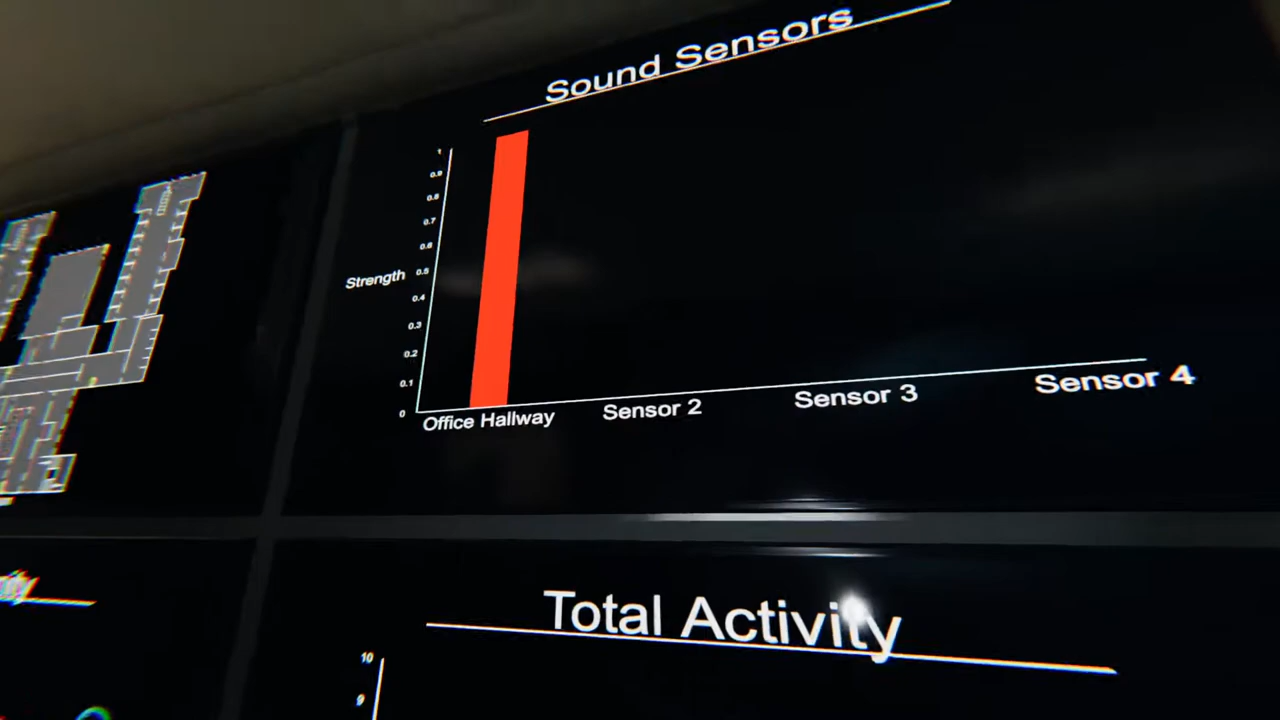 Sound Sensors
1
0.9
0.8
0.7
0.6
Strength
0.5
0.4
0.3
0.2
0.1
0
Office Hallway
Sensor 2
Sensor 3
Sensor 4
Total Activity
10
9